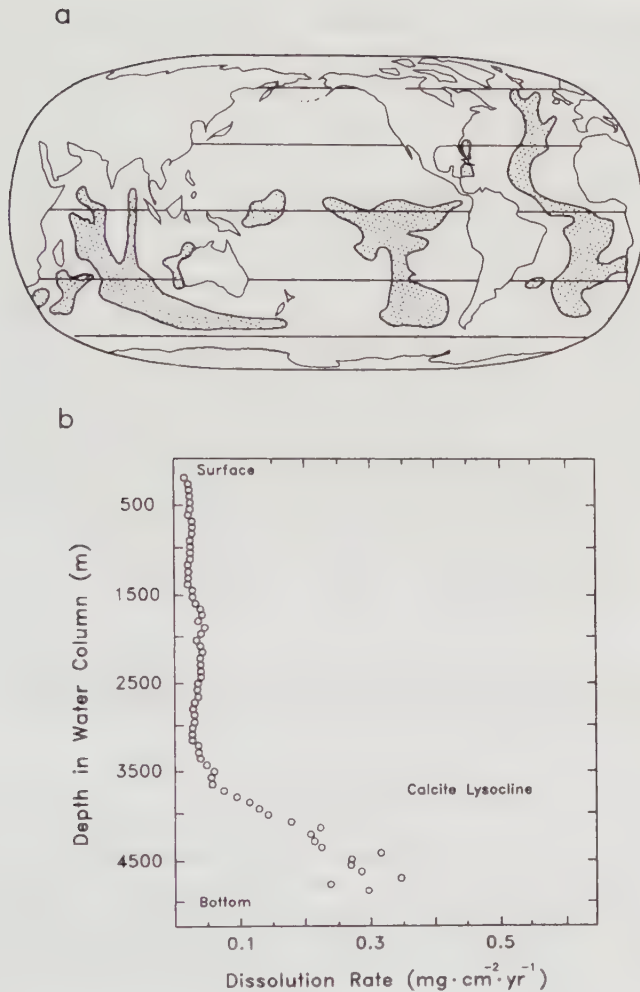 a
b
Surface
500
1500
2500
3500
4500
Depth in Water Column (m)
Calcite Lysocline
Bottom
0.1 0.3 0.5
Dissolution Rate (mg·cm⁻²·yr⁻¹)